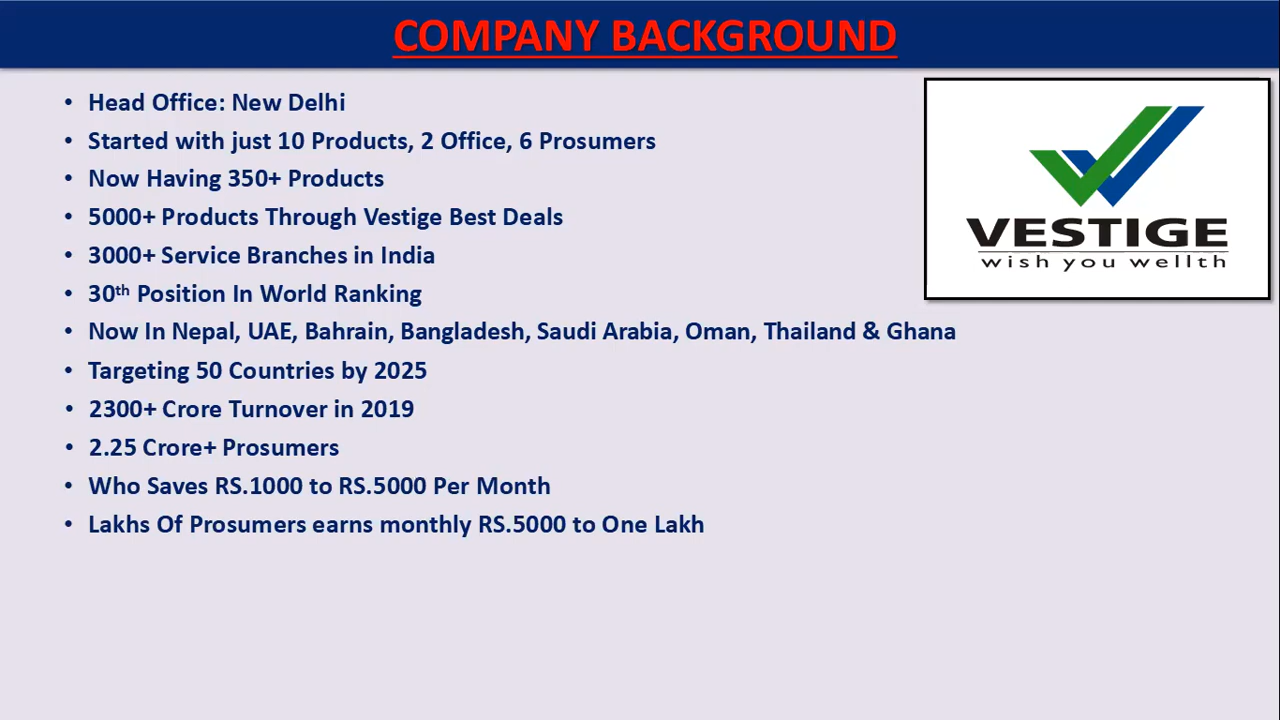 COMPANY BACKGROUND
• Head Office: New Delhi
• Started with just 10 Products, 2 Office, 6 Prosumers
• Now Having 350+ Products
• 5000+ Products Through Vestige Best Deals
• 3000+ Service Branches in India
• 30th Position In World Ranking
• Now In Nepal, UAE, Bahrain, Bangladesh, Saudi Arabia, Oman, Thailand & Ghana
• Targeting 50 Countries by 2025
• 2300+ Crore Turnover in 2019
• 2.25 Crore+ Prosumers
• Who Saves RS.1000 to RS.5000 Per Month
• Lakhs Of Prosumers earns monthly RS.5000 to One Lakh
VESTIGE
wish you wellth